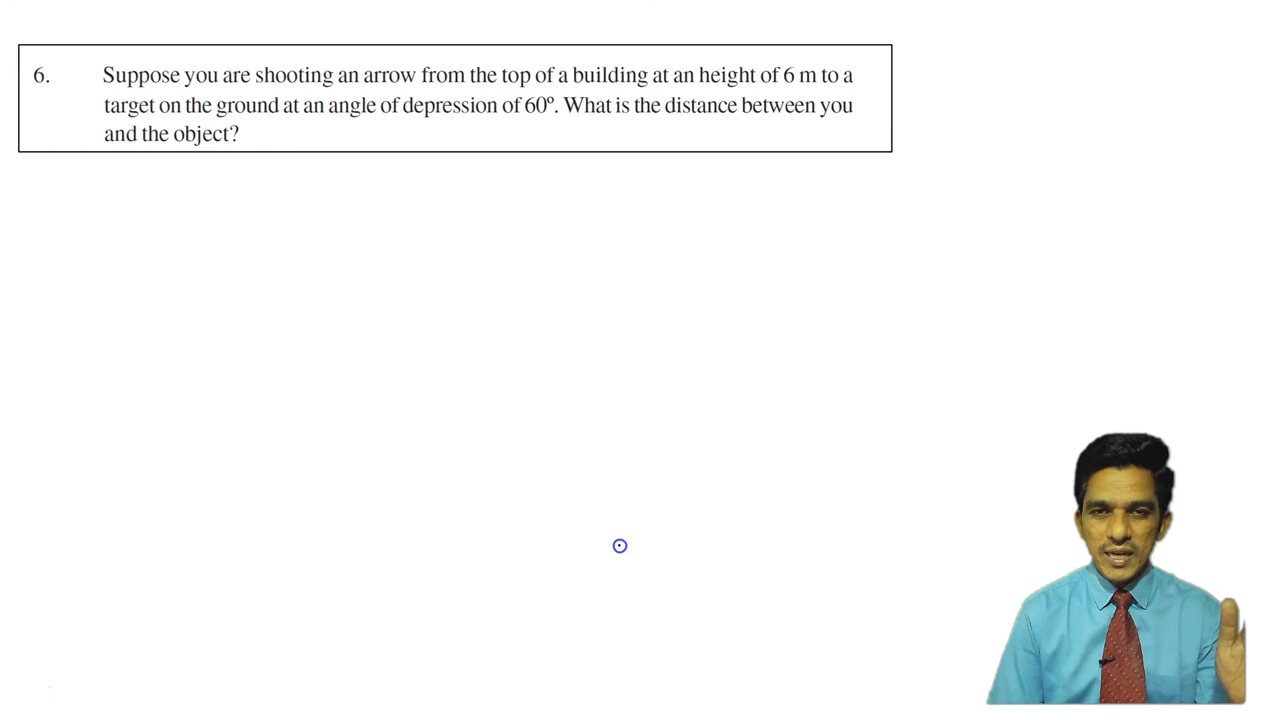 6. Suppose you are shooting an arrow from the top of a building at an height of 6 m to a
target on the ground at an angle of depression of 60º. What is the distance between you
and the object?